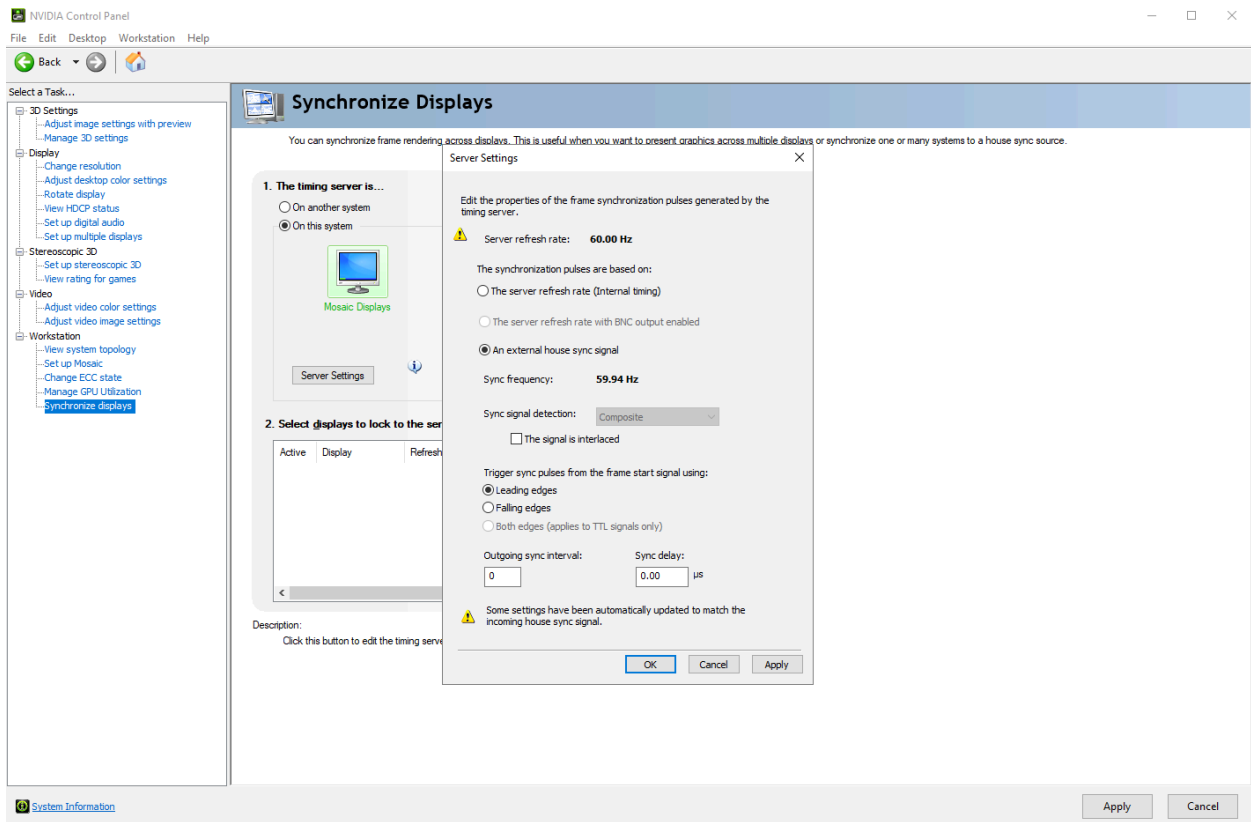 NVIDIA Control Panel
File Edit Desktop Workstation Help
Back
Select a Task...
3D Settings
Adjust image settings with preview
Manage 3D settings
Display
Change resolution
Adjust desktop color settings
Rotate display
View HDCP status
Set up digital audio
Set up multiple displays
Stereoscopic 3D
Set up stereoscopic 3D
View rating for games
Video
Adjust video color settings
Adjust video image settings
Workstation
View system topology
Set up Mosaic
Change ECC state
Manage GPU Utilization
Synchronize displays
System Information
Synchronize Displays
You can synchronize frame rendering across displays. This is useful when you want to present graphics across multiple displays or synchronize one or many systems to a house sync source.
1. The timing server is...
On another system
On this system
Mosaic Displays
Server Settings
2. Select displays to lock to the ser
Active Display Refresh
Description:
Click this button to edit the timing serve
Server Settings
Edit the properties of the frame synchronization pulses generated by the
timing server.
Server refresh rate: 60.00 Hz
The synchronization pulses are based on:
The server refresh rate (Internal timing)
The server refresh rate with BNC output enabled
An external house sync signal
Sync frequency: 59.94 Hz
Sync signal detection: Composite
The signal is interlaced
Trigger sync pulses from the frame start signal using:
Leading edges
Falling edges
Both edges (applies to TTL signals only)
Outgoing sync interval: Sync delay:
0 0.00 µs
Some settings have been automatically updated to match the
incoming house sync signal.
OK Cancel Apply
Apply Cancel